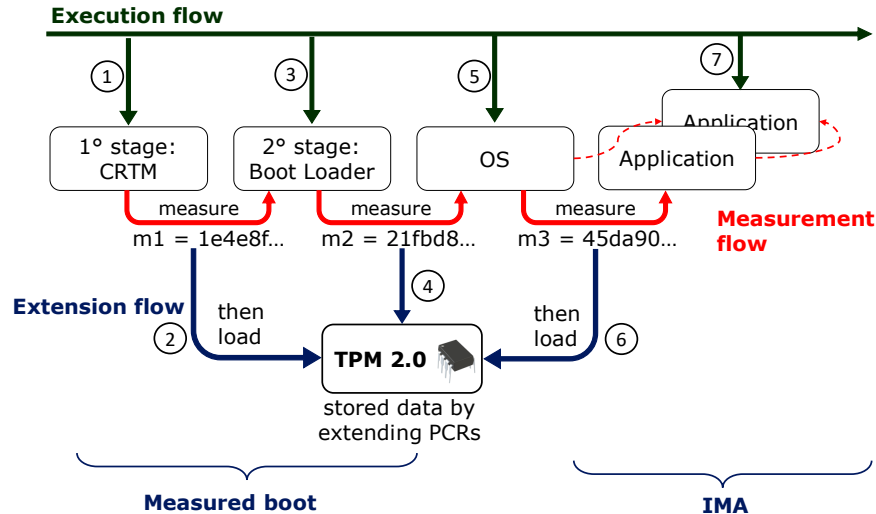 Execution flow
1
3
5
7
1° stage:
CRTM
2° stage:
Boot Loader
OS
Application
Application
measure
measure
measure
m1 = 1e4e8f...
m2 = 21fbd8...
m3 = 45da90...
Measurement
flow
Extension flow
2
then
load
4
then
load
6
TPM 2.0
stored data by
extending PCRs
Measured boot
IMA